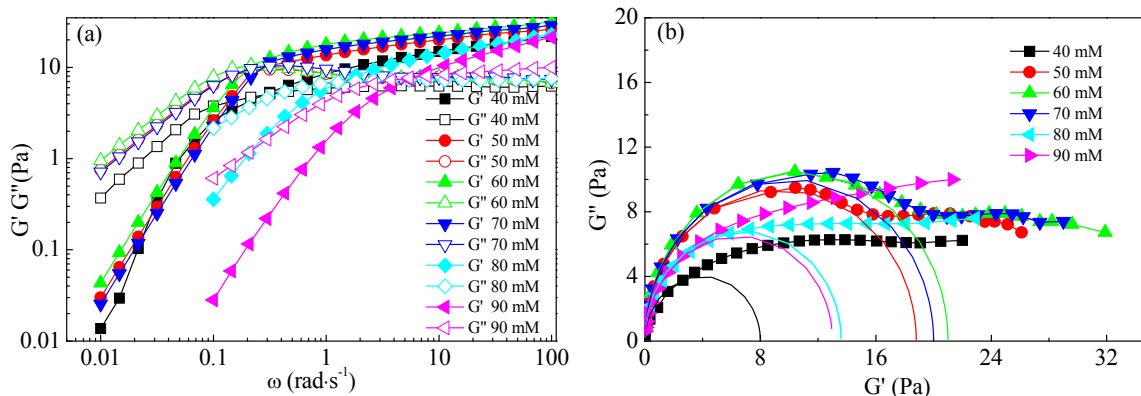 (a)
G' G''(Pa)
10
1
0.1
0.01
0.01
0.1
1
10
100
ω (rad·s⁻¹)
G' 40 mM
G'' 40 mM
G' 50 mM
G'' 50 mM
G' 60 mM
G'' 60 mM
G' 70 mM
G'' 70 mM
G' 80 mM
G'' 80 mM
G' 90 mM
G'' 90 mM
(b)
G'' (Pa)
20
16
12
8
4
0
0
8
16
24
32
G' (Pa)
40 mM
50 mM
60 mM
70 mM
80 mM
90 mM